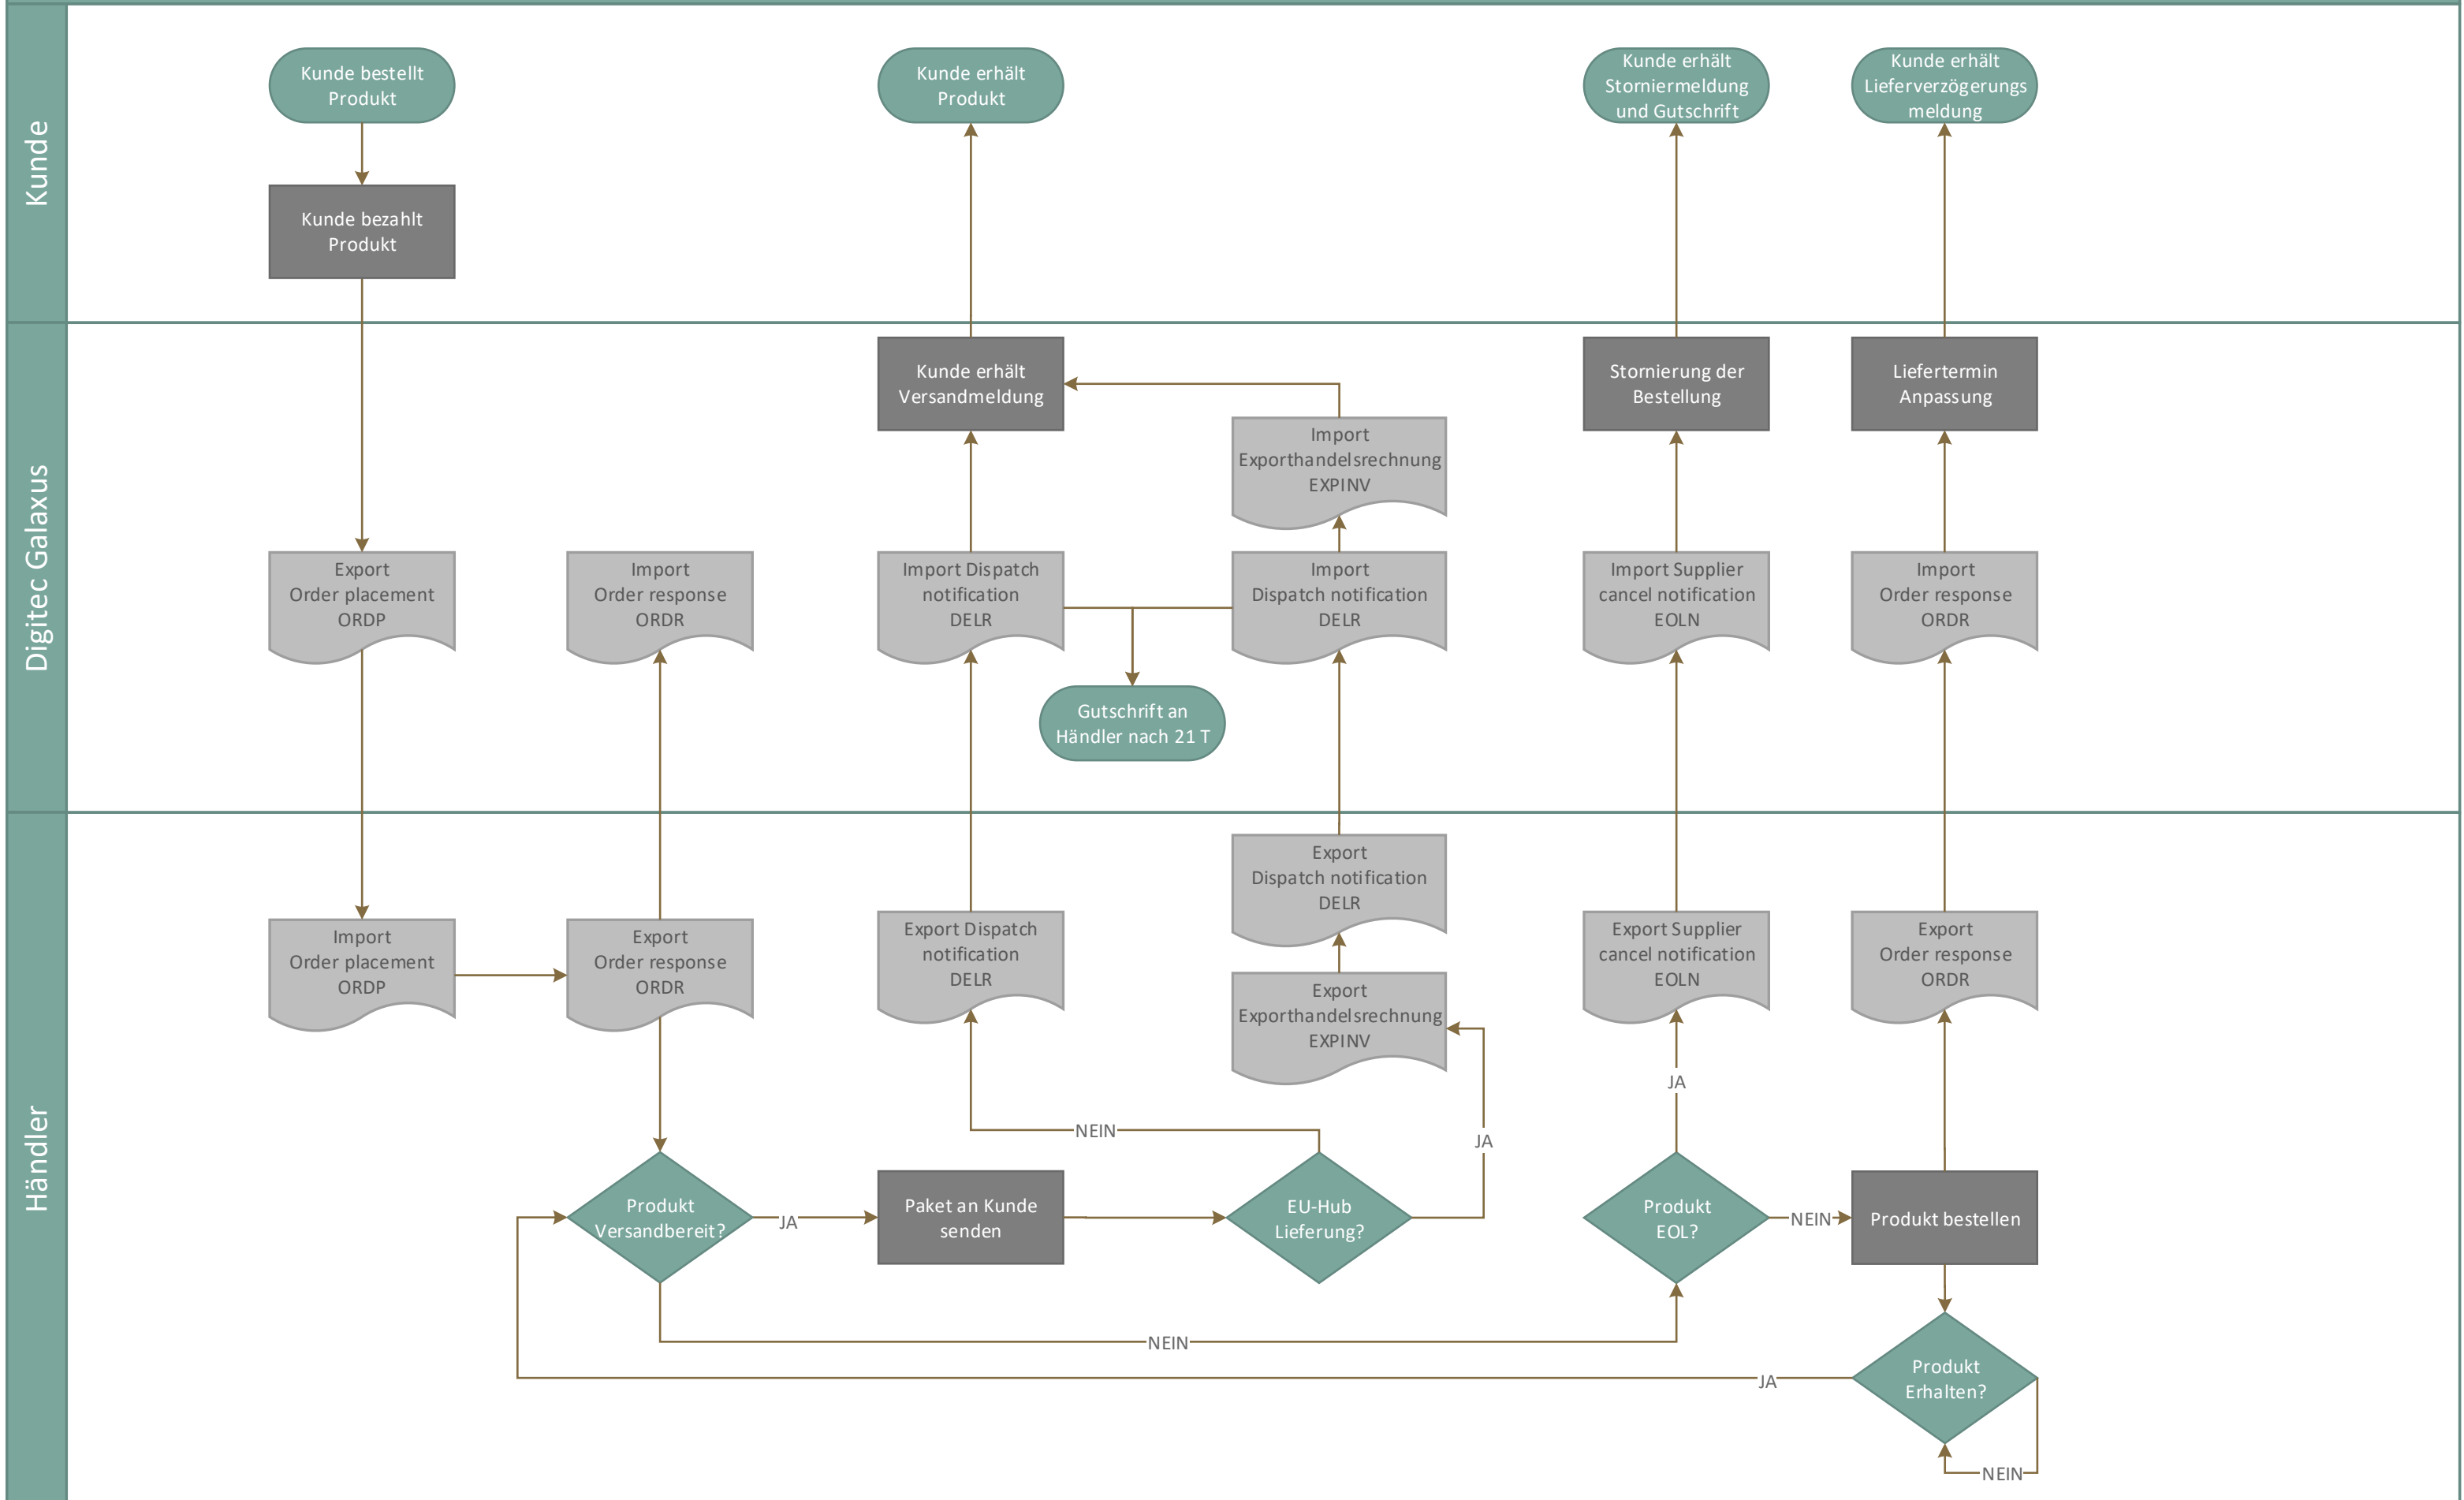 Kunde
Kunde bestellt
Produkt
Kunde erhält
Produkt
Kunde erhält
Storniermeldung
und Gutschrift
Kunde erhält
Lieferverzögerungs
meldung
Kunde bezahlt
Produkt
Digitec Galaxus
Kunde erhält
Versandmeldung
Stornierung der
Bestellung
Liefertermin
Anpassung
Import
Exporthandelsrechnung
EXPINV
Export
Order placement
ORDP
Import
Order response
ORDR
Import Dispatch
notification
DELR
Import
Dispatch notification
DELR
Import Supplier
cancel notification
EOLN
Import
Order response
ORDR
Gutschrift an
Händler nach 21 T
Händler
Export
Dispatch notification
DELR
Import
Order placement
ORDP
Export
Order response
ORDR
Export Dispatch
notification
DELR
Export
Exporthandelsrechnung
EXPINV
Export Supplier
cancel notification
EOLN
Export
Order response
ORDR
JA
NEIN
JA
Produkt
Versandbereit?
JA
Paket an Kunde
senden
EU-Hub
Lieferung?
Produkt
EOL?
NEIN
Produkt bestellen
NEIN
JA
Produkt
Erhalten?
NEIN